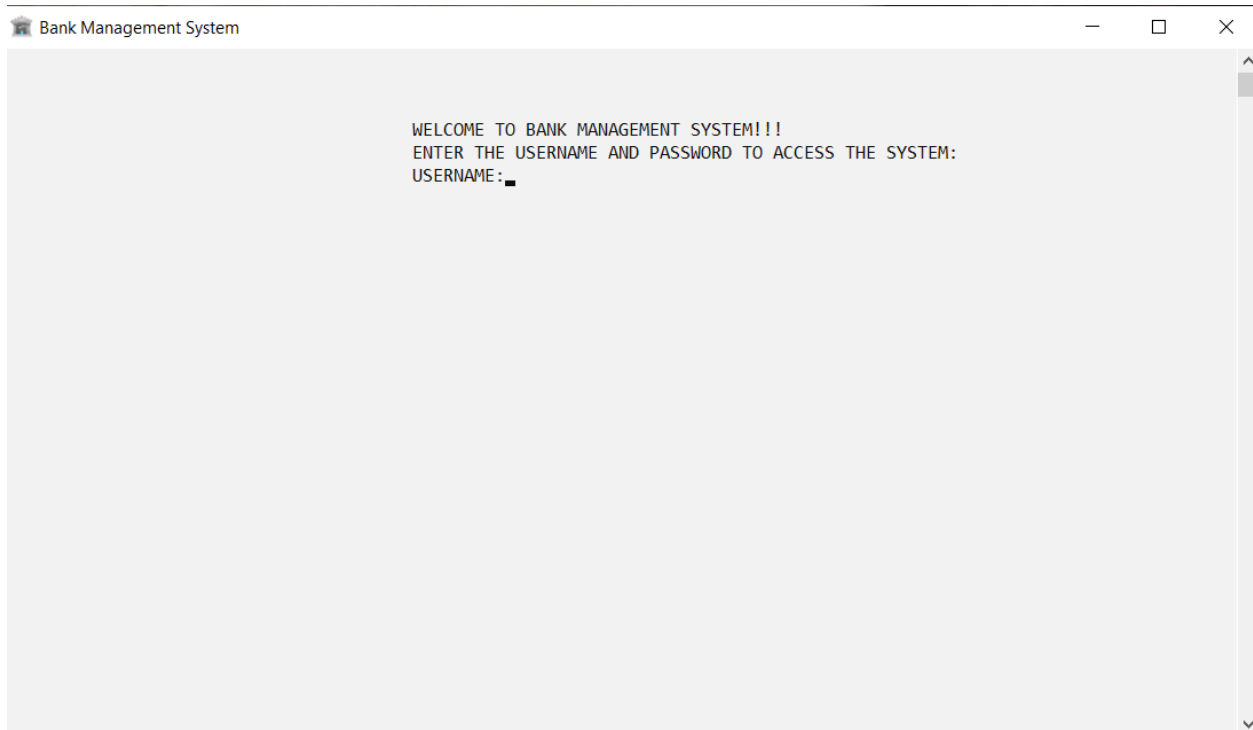 Bank Management System
WELCOME TO BANK MANAGEMENT SYSTEM!!!
ENTER THE USERNAME AND PASSWORD TO ACCESS THE SYSTEM:
USERNAME: